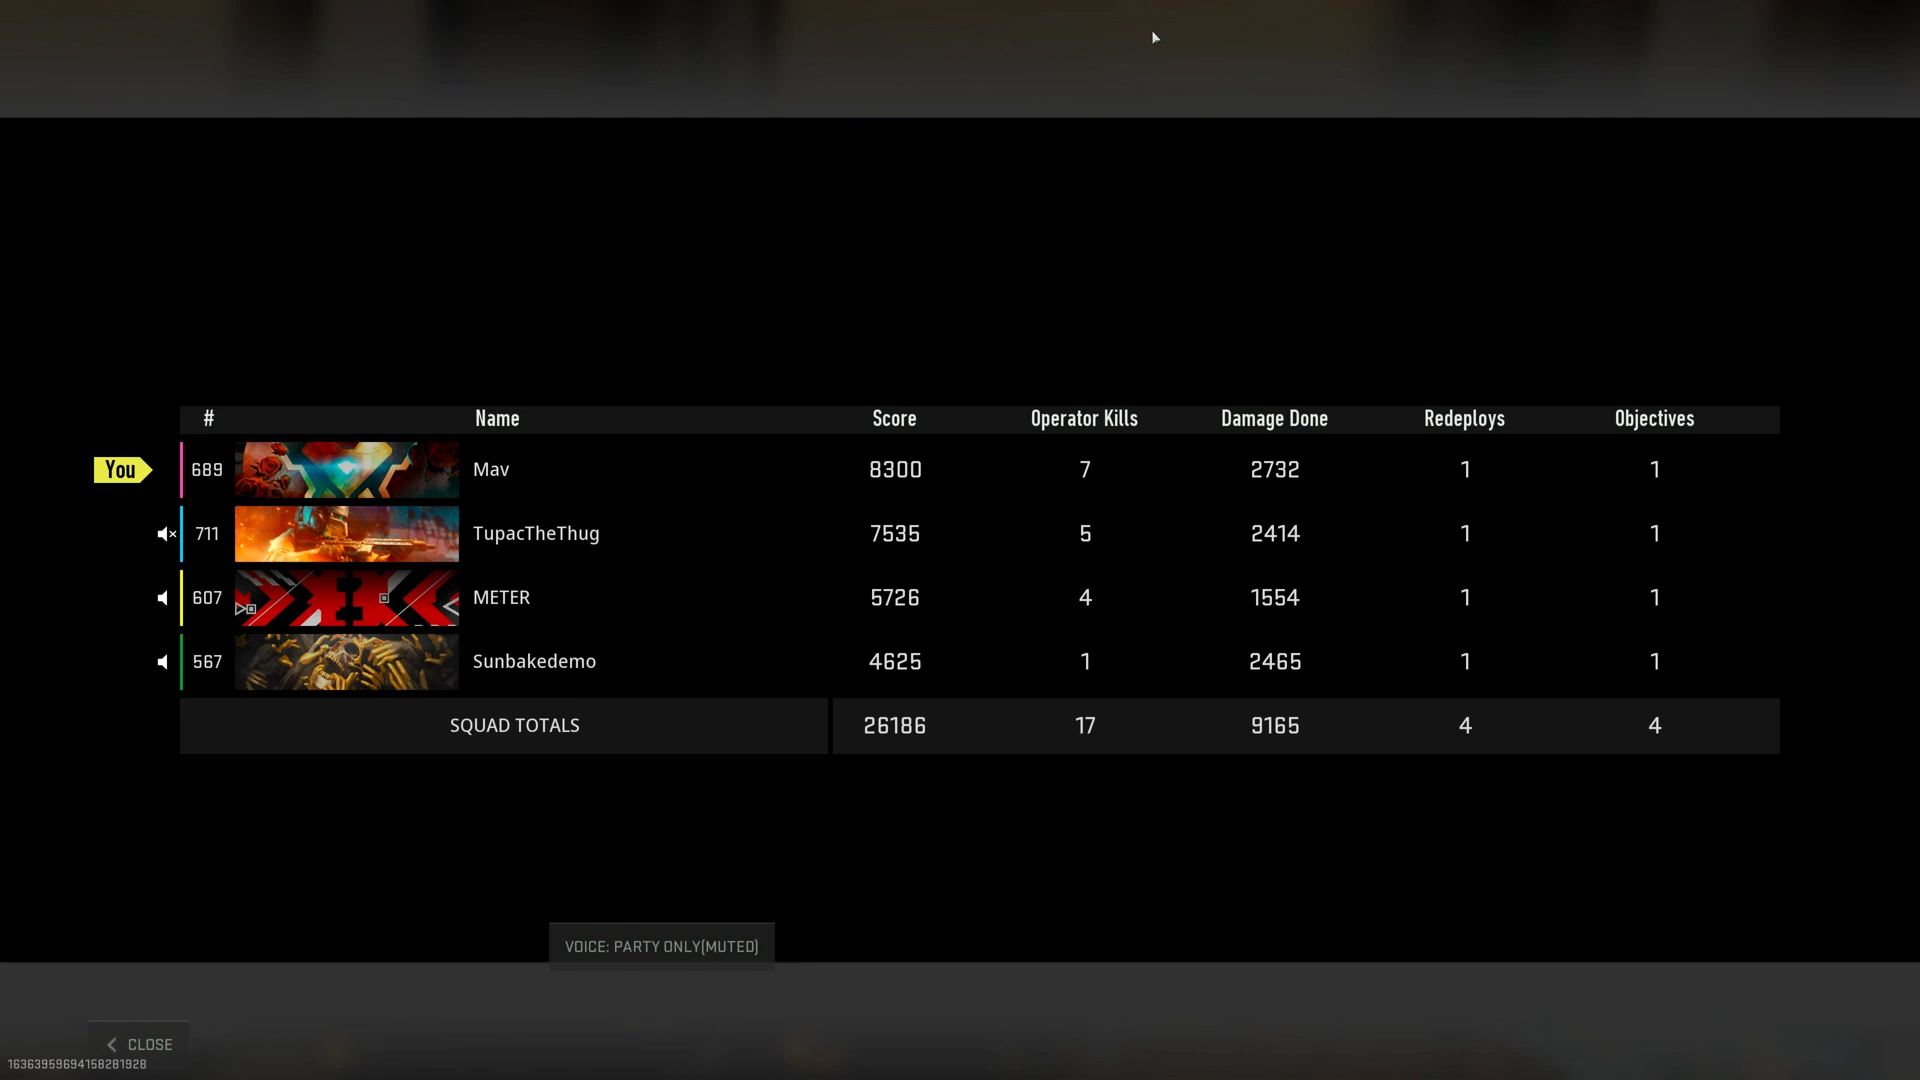 # Name Score Operator Kills Damage Done Redeploys Objectives
You 689 Mav 8300 7 2732 1 1
711 TupacTheThug 7535 5 2414 1 1
607 METER 5726 4 1554 1 1
567 Sunbakedemo 4625 1 2465 1 1
SQUAD TOTALS 26186 17 9165 4 4
VOICE: PARTY ONLY(MUTED)
CLOSE
16363959694158281928